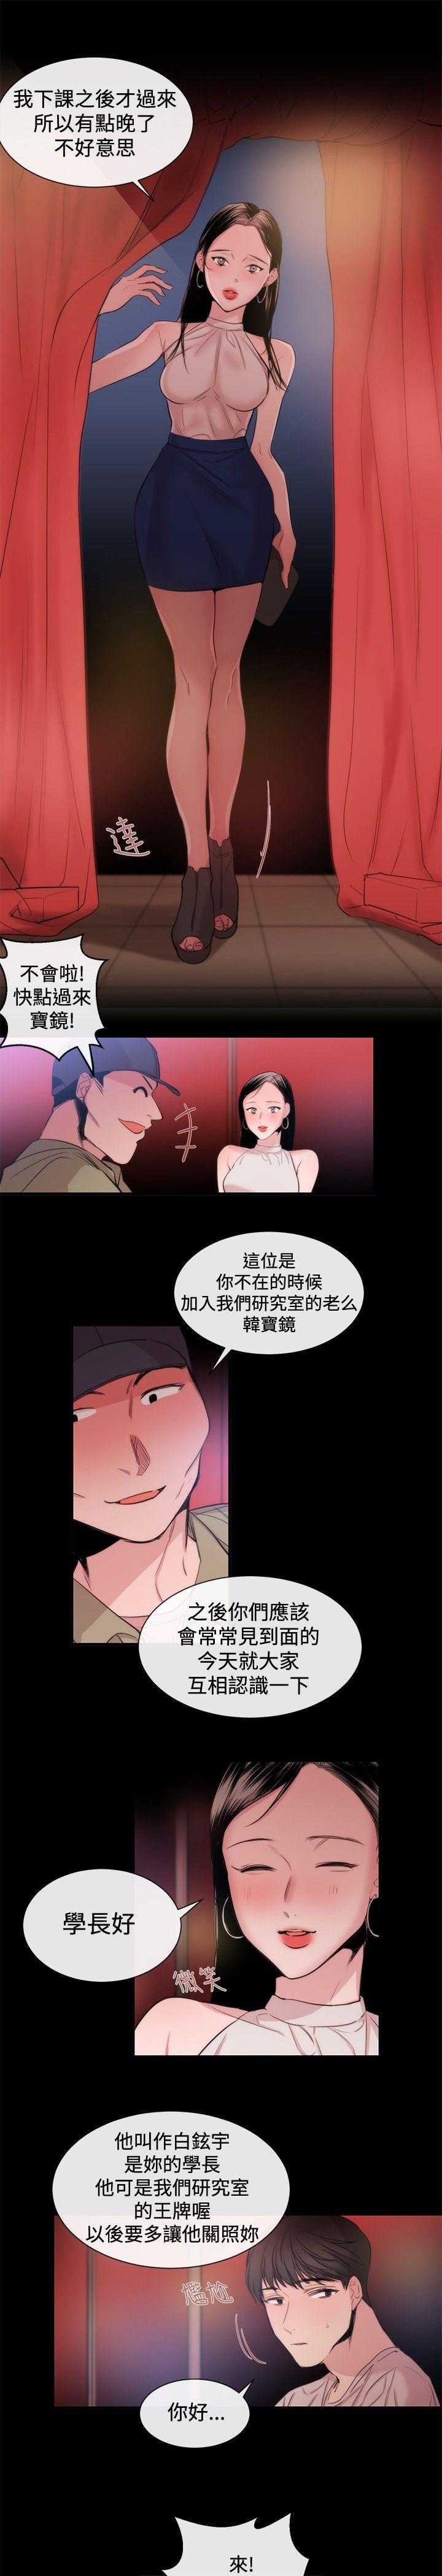 我下課之後才過來
所以有點晚了
不好意思
達
不會啦!
快點過來
寶鏡!
這位是
你不在的時候
加入我們研究室的老么
韓寶鏡
之後你們應該
會常常見到面的
今天就大家
互相認識一下
學長好
微笑
他叫作白鉉宇
是妳的學長
他可是我們研究室
的王牌喔
以後要多讓他關照妳
尷尬
你好...
來!